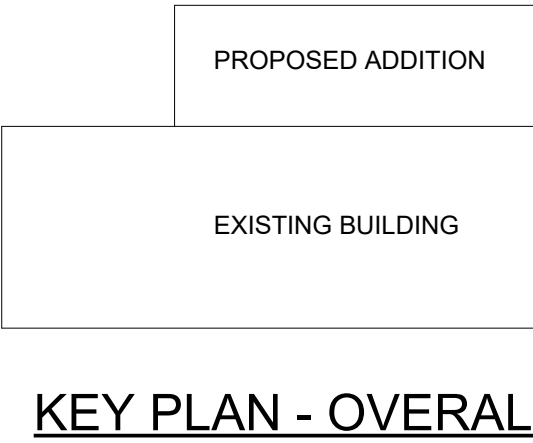 PROPOSED ADDITION
EXISTING BUILDING
KEY PLAN - OVERAL